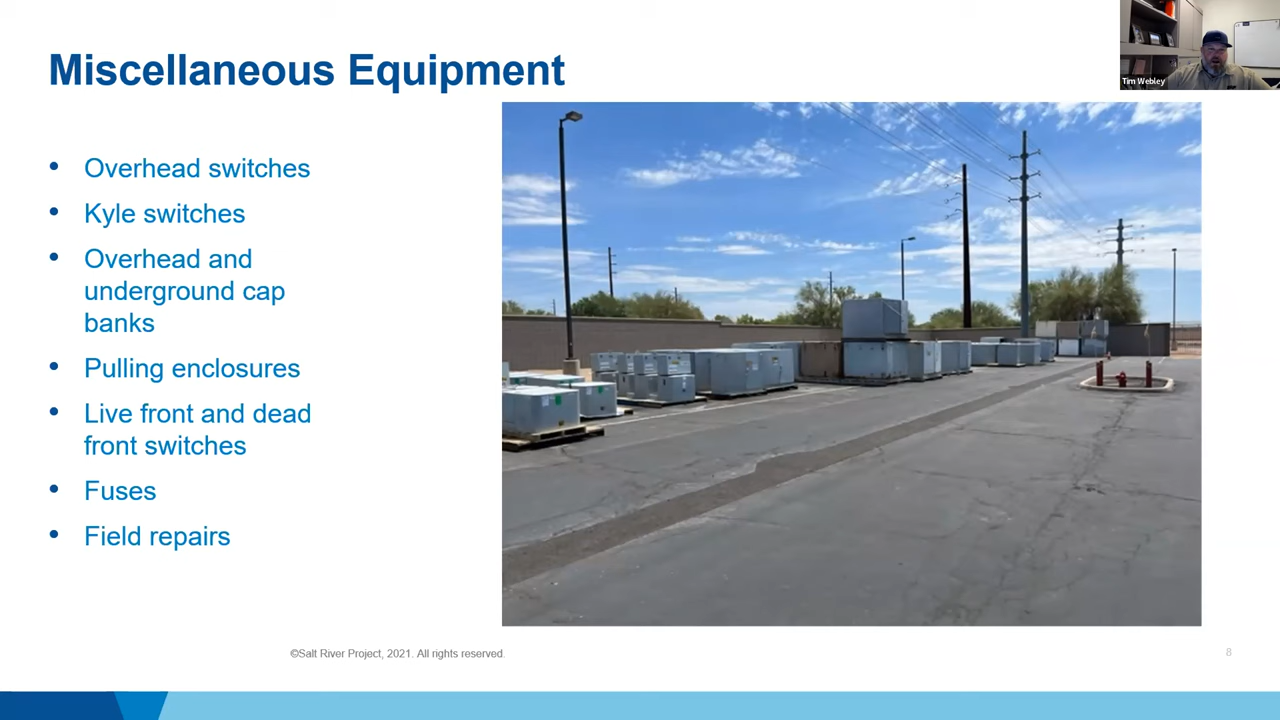 Miscellaneous Equipment
Tim Webley
• Overhead switches
• Kyle switches
• Overhead and
underground cap
banks
• Pulling enclosures
• Live front and dead
front switches
• Fuses
• Field repairs
©Salt River Project, 2021. All rights reserved.
8